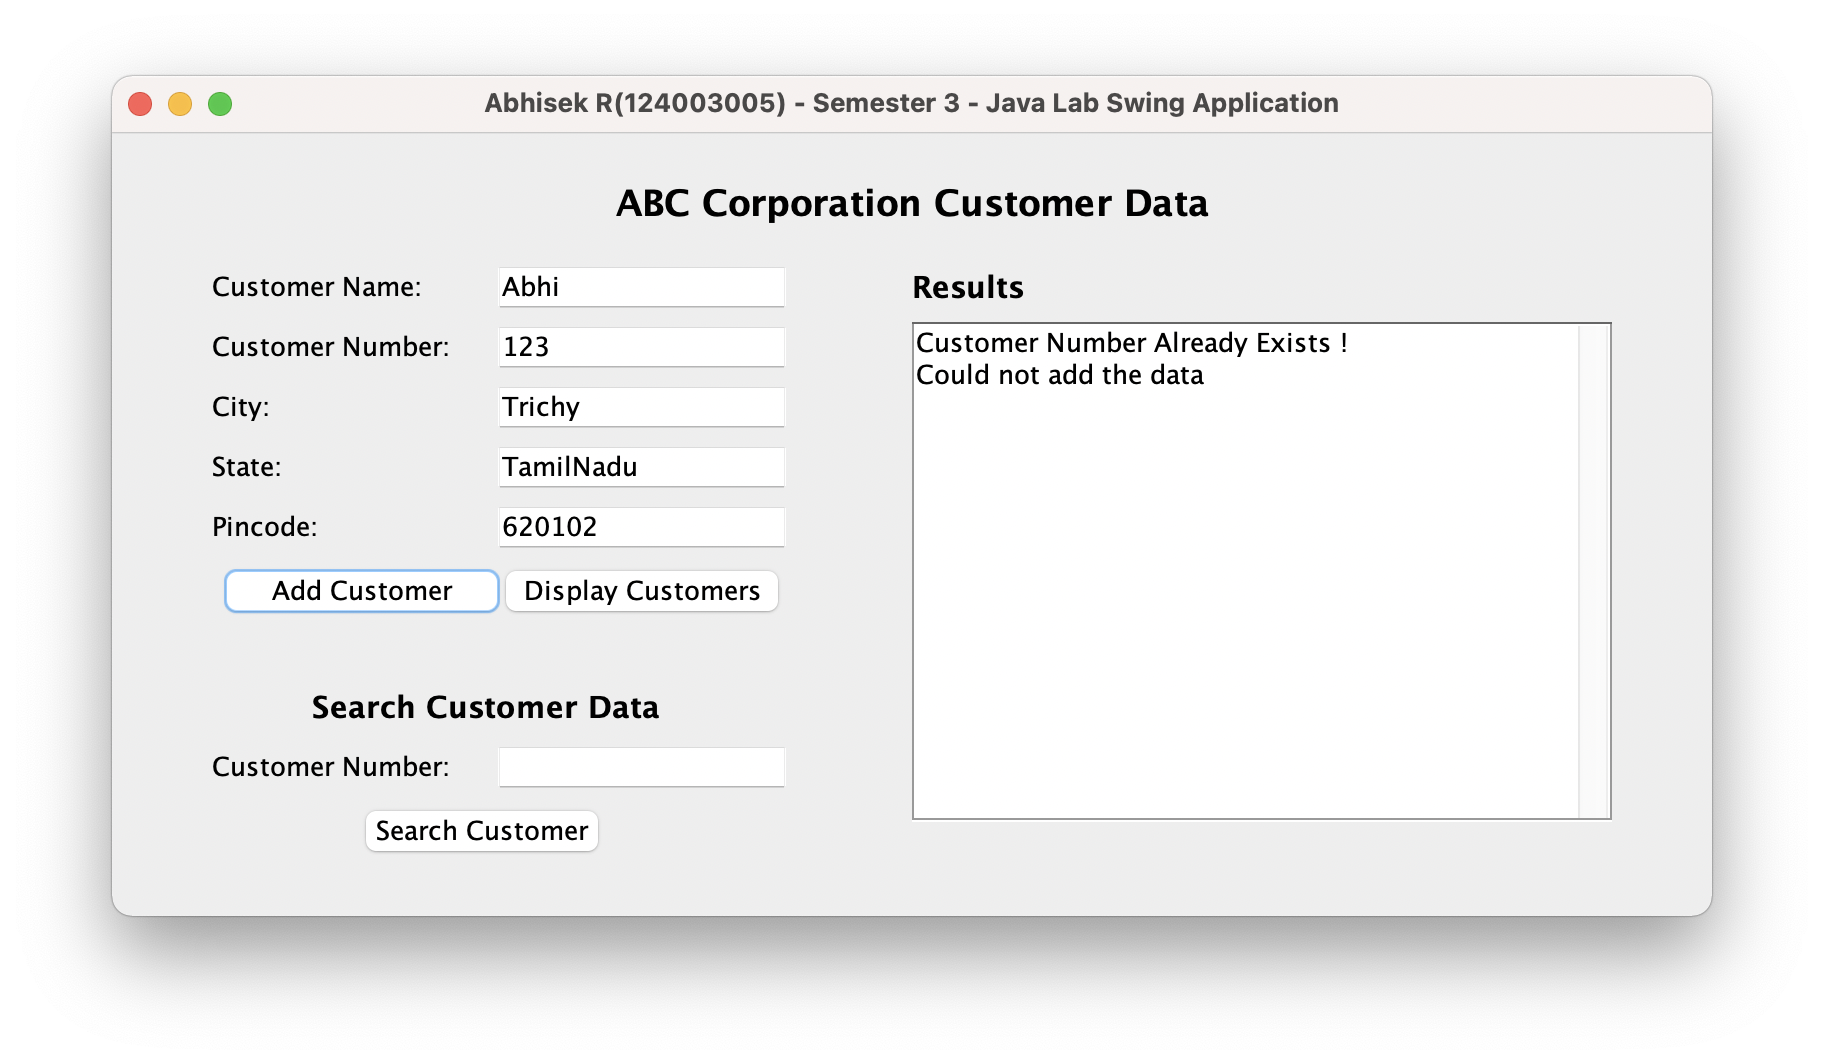 Abhisek R(124003005) - Semester 3 - Java Lab Swing Application
ABC Corporation Customer Data
Customer Name: Abhi
Customer Number: 123
City: Trichy
State: TamilNadu
Pincode: 620102
Add Customer Display Customers
Search Customer Data
Customer Number:
Search Customer
Results
Customer Number Already Exists !
Could not add the data